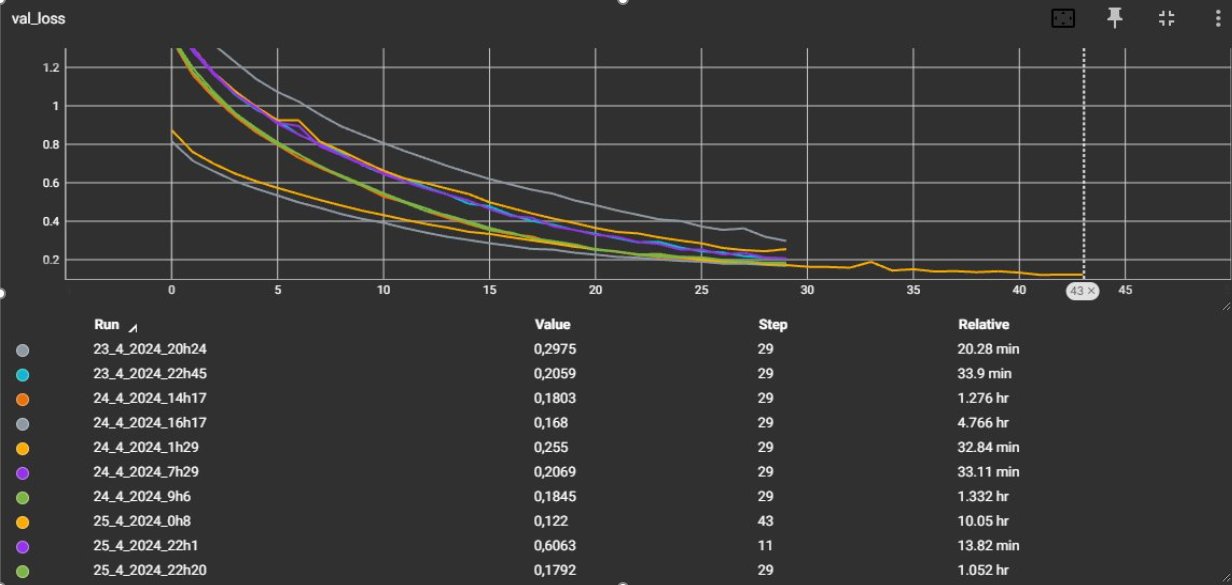 val_loss
1.2
1
0.8
0.6
0.4
0.2
0 5 10 15 20 25 30 35 40 43 × 45
Run Value Step Relative
23_4_2024_20h24 0,2975 29 20.28 min
23_4_2024_22h45 0,2059 29 33.9 min
24_4_2024_14h17 0,1803 29 1.276 hr
24_4_2024_16h17 0,168 29 4.766 hr
24_4_2024_1h29 0,255 29 32.84 min
24_4_2024_7h29 0,2069 29 33.11 min
24_4_2024_9h6 0,1845 29 1.332 hr
25_4_2024_0h8 0,122 43 10.05 hr
25_4_2024_22h1 0,6063 11 13.82 min
25_4_2024_22h20 0,1792 29 1.052 hr